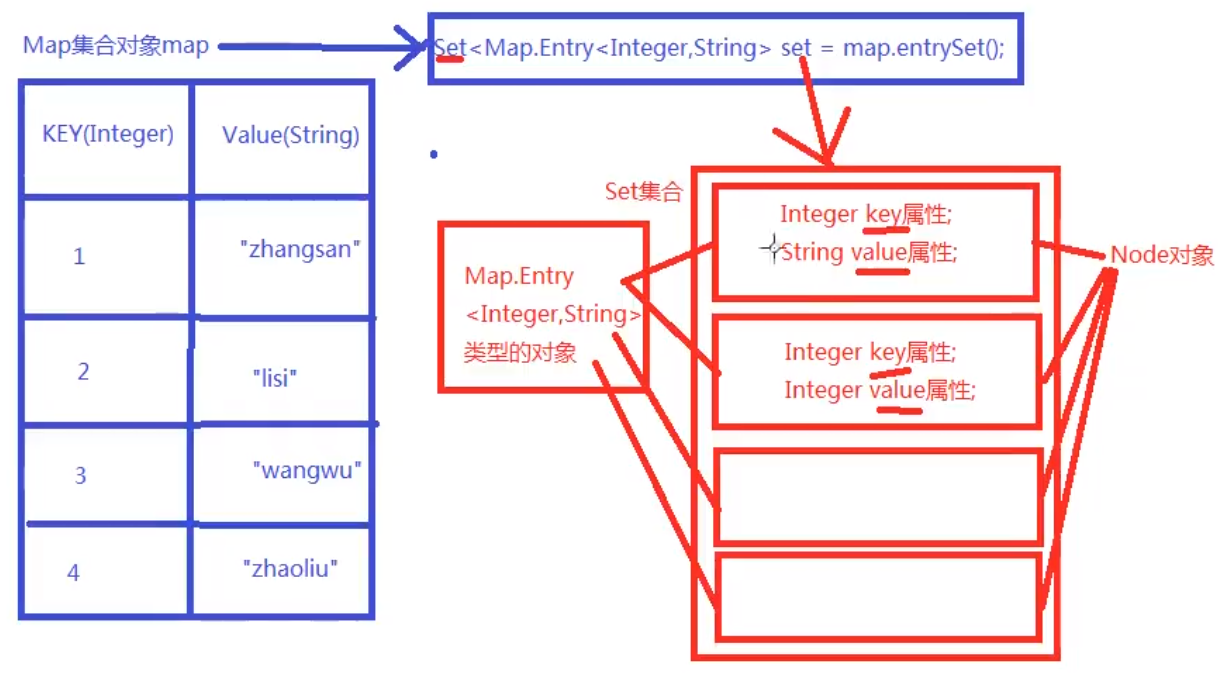 Map集合对象map
Set<Map.Entry<Integer,String> set = map.entrySet();
KEY(Integer)
Value(String)
1
"zhangsan"
2
"lisi"
3
"wangwu"
4
"zhaoliu"
Set集合
Map.Entry
<Integer,String>
类型的对象
Integer key属性;
String value属性;
Integer key属性;
Integer value属性;
Node对象